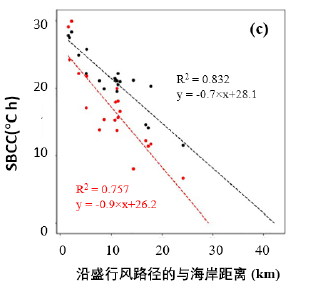 (c)
30
20
10
0
SBCC(°C h)
R² = 0.832
y = -0.7×x+28.1
R² = 0.757
y = -0.9×x+26.2
0 10 20 30 40
沿盛行风路径的与海岸距离 (km)